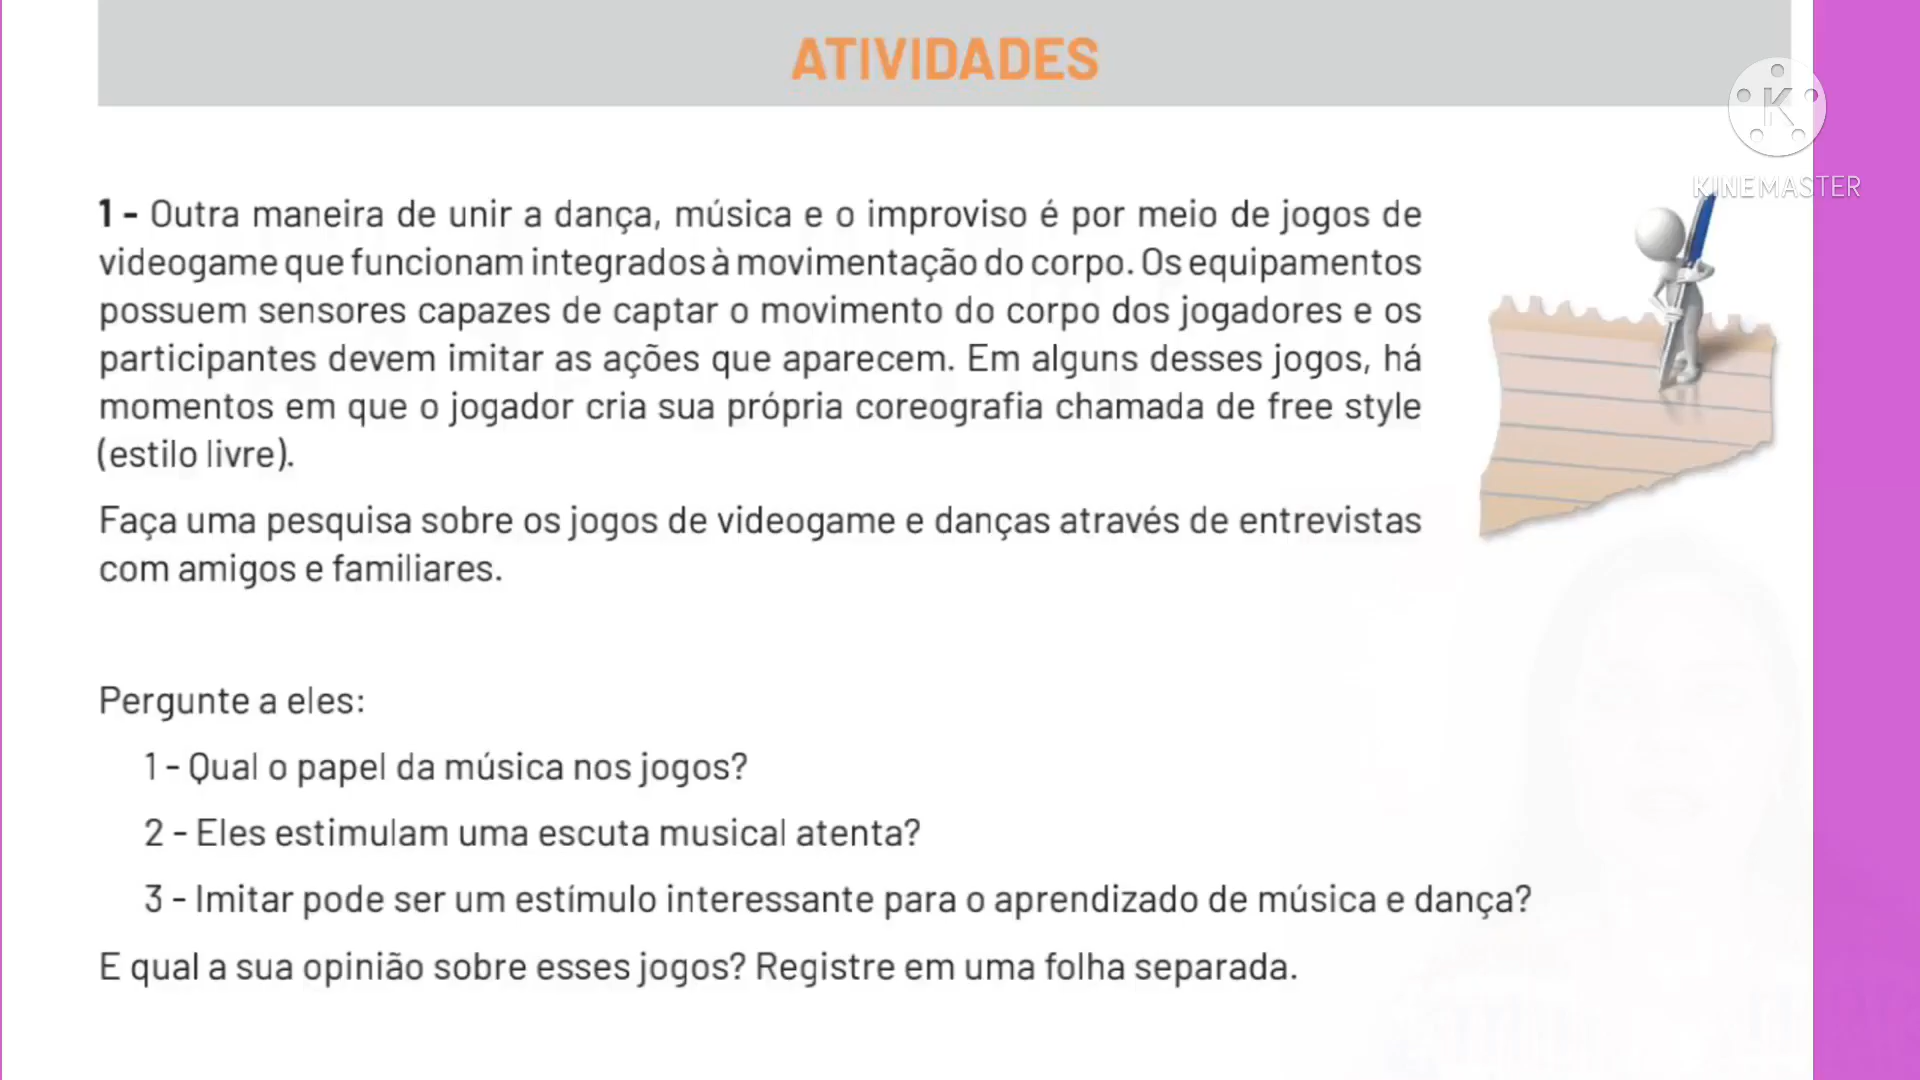 ATIVIDADES
K
KINEMASTER
1 - Outra maneira de unir a dança, música e o improviso é por meio de jogos de
videogame que funcionam integrados à movimentação do corpo. Os equipamentos
possuem sensores capazes de captar o movimento do corpo dos jogadores e os
participantes devem imitar as ações que aparecem. Em alguns desses jogos, há
momentos em que o jogador cria sua própria coreografia chamada de free style
(estilo livre).
Faça uma pesquisa sobre os jogos de videogame e danças através de entrevistas
com amigos e familiares.
Pergunte a eles:
1 - Qual o papel da música nos jogos?
2 - Eles estimulam uma escuta musical atenta?
3 - Imitar pode ser um estímulo interessante para o aprendizado de música e dança?
E qual a sua opinião sobre esses jogos? Registre em uma folha separada.